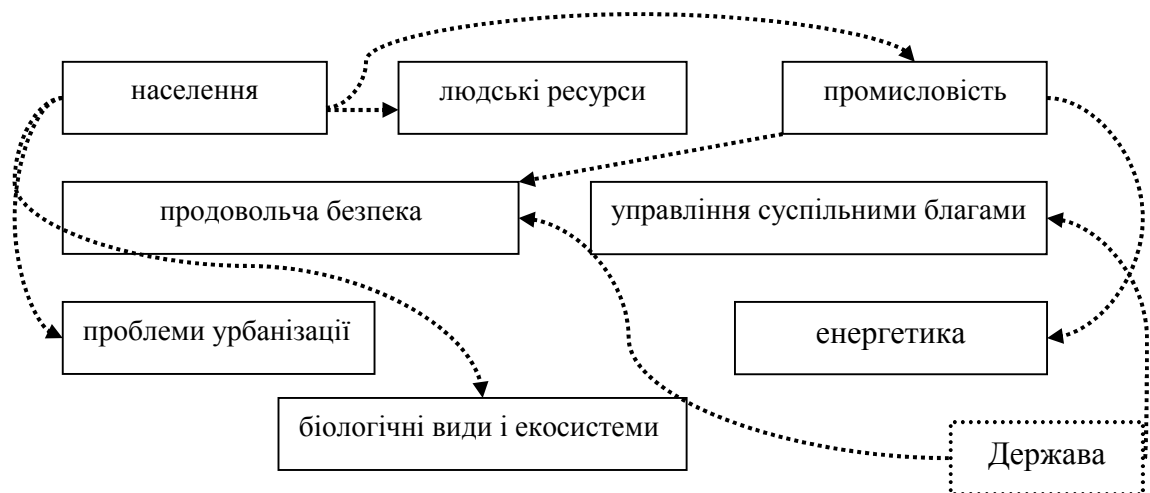 населення
людські ресурси
промисловість
продовольча безпека
управління суспільними благами
проблеми урбанізації
енергетика
біологічні види і екосистеми
Держава